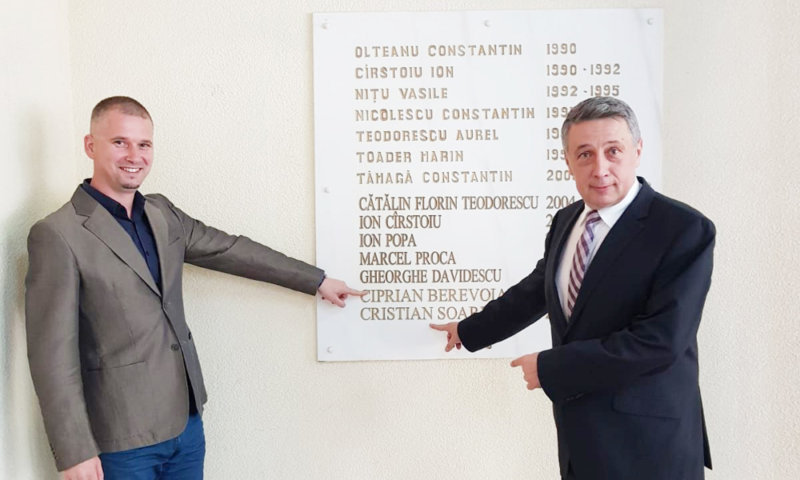 OLTEANU CONSTANTIN 1990
CÎRSTOIU ION 1990 - 1992
NIȚU VASILE 1992 - 1995
NICOLESCU CONSTANTIN
TEODORESCU AUREL
TOADER MARIN
TĂMAGĂ CONSTANTIN
CĂTĂLIN FLORIN TEODORESCU 2004
ION CÎRSTOIU
ION POPA
MARCEL PROCA
GHEORGHE DAVIDESCU
CIPRIAN
CRISTIAN